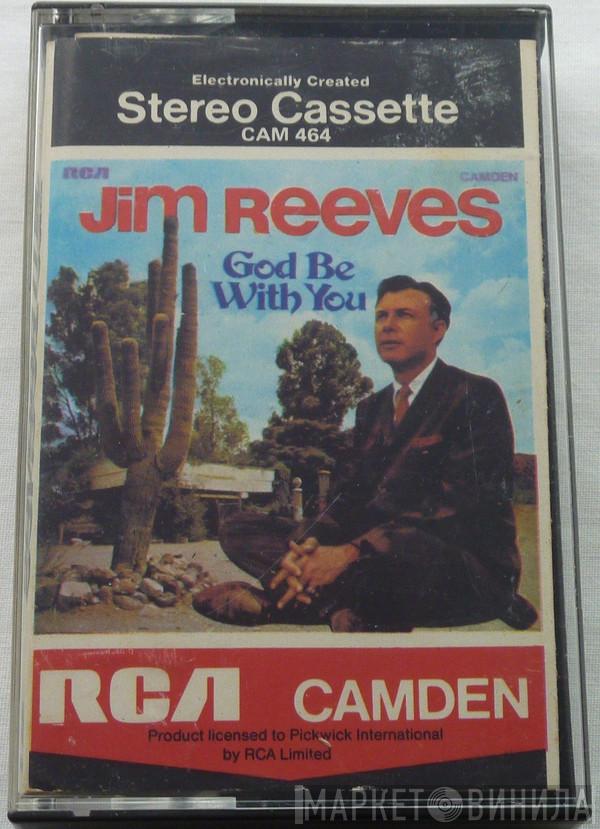 Electronically Created
Stereo Cassette
CAM 464
RCA CAMDEN
Jim Reeves
God Be
With You
RCA CAMDEN
Product licensed to Pickwick International
by RCA Limited
МАРКЕТ ВИНИЛА